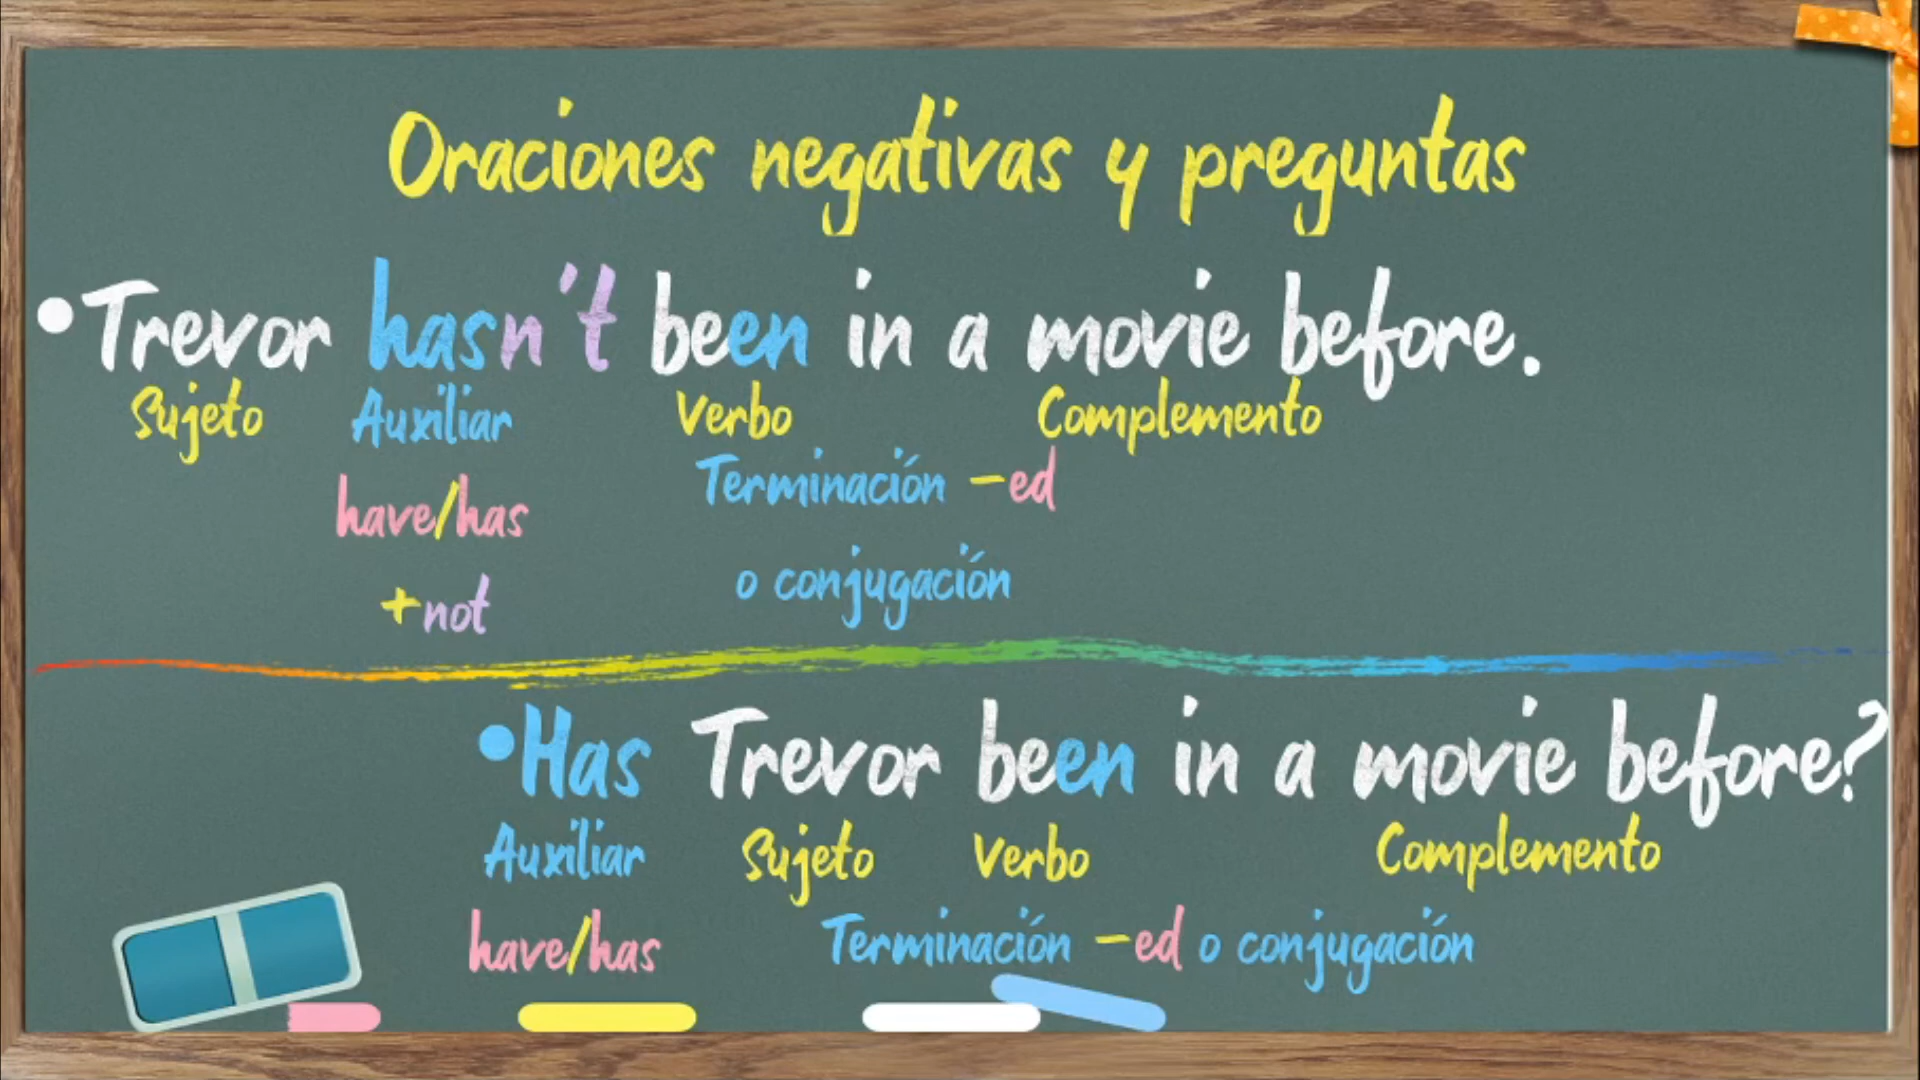 Oraciones negativas y preguntas
•Trevor hasn't been in a movie before.
Sujeto Auxiliar Verbo Complemento
Terminación -ed
have/has
o conjugación
+not
•Has Trevor been in a movie before?
Auxiliar Sujeto Verbo Complemento
have/has Terminación -ed o conjugación